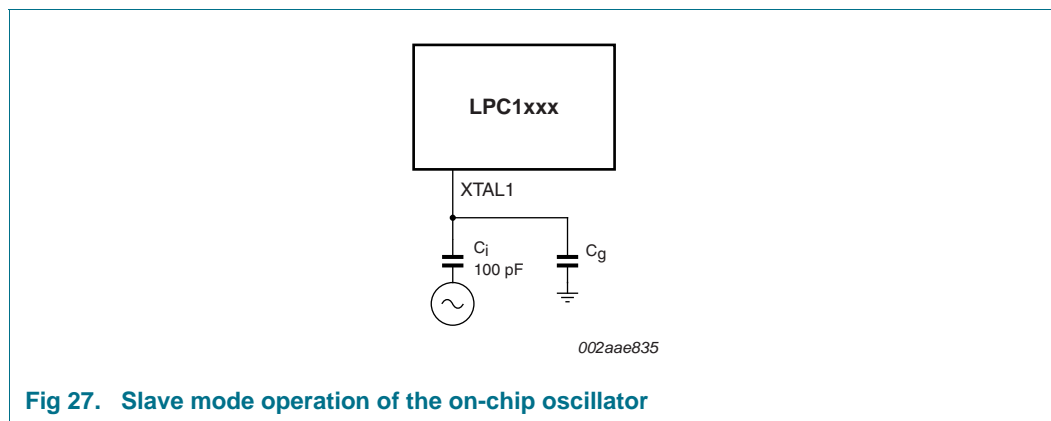 LPC1xxx
XTAL1
Ci
100 pF
Cg
002aae835
Fig 27. Slave mode operation of the on-chip oscillator